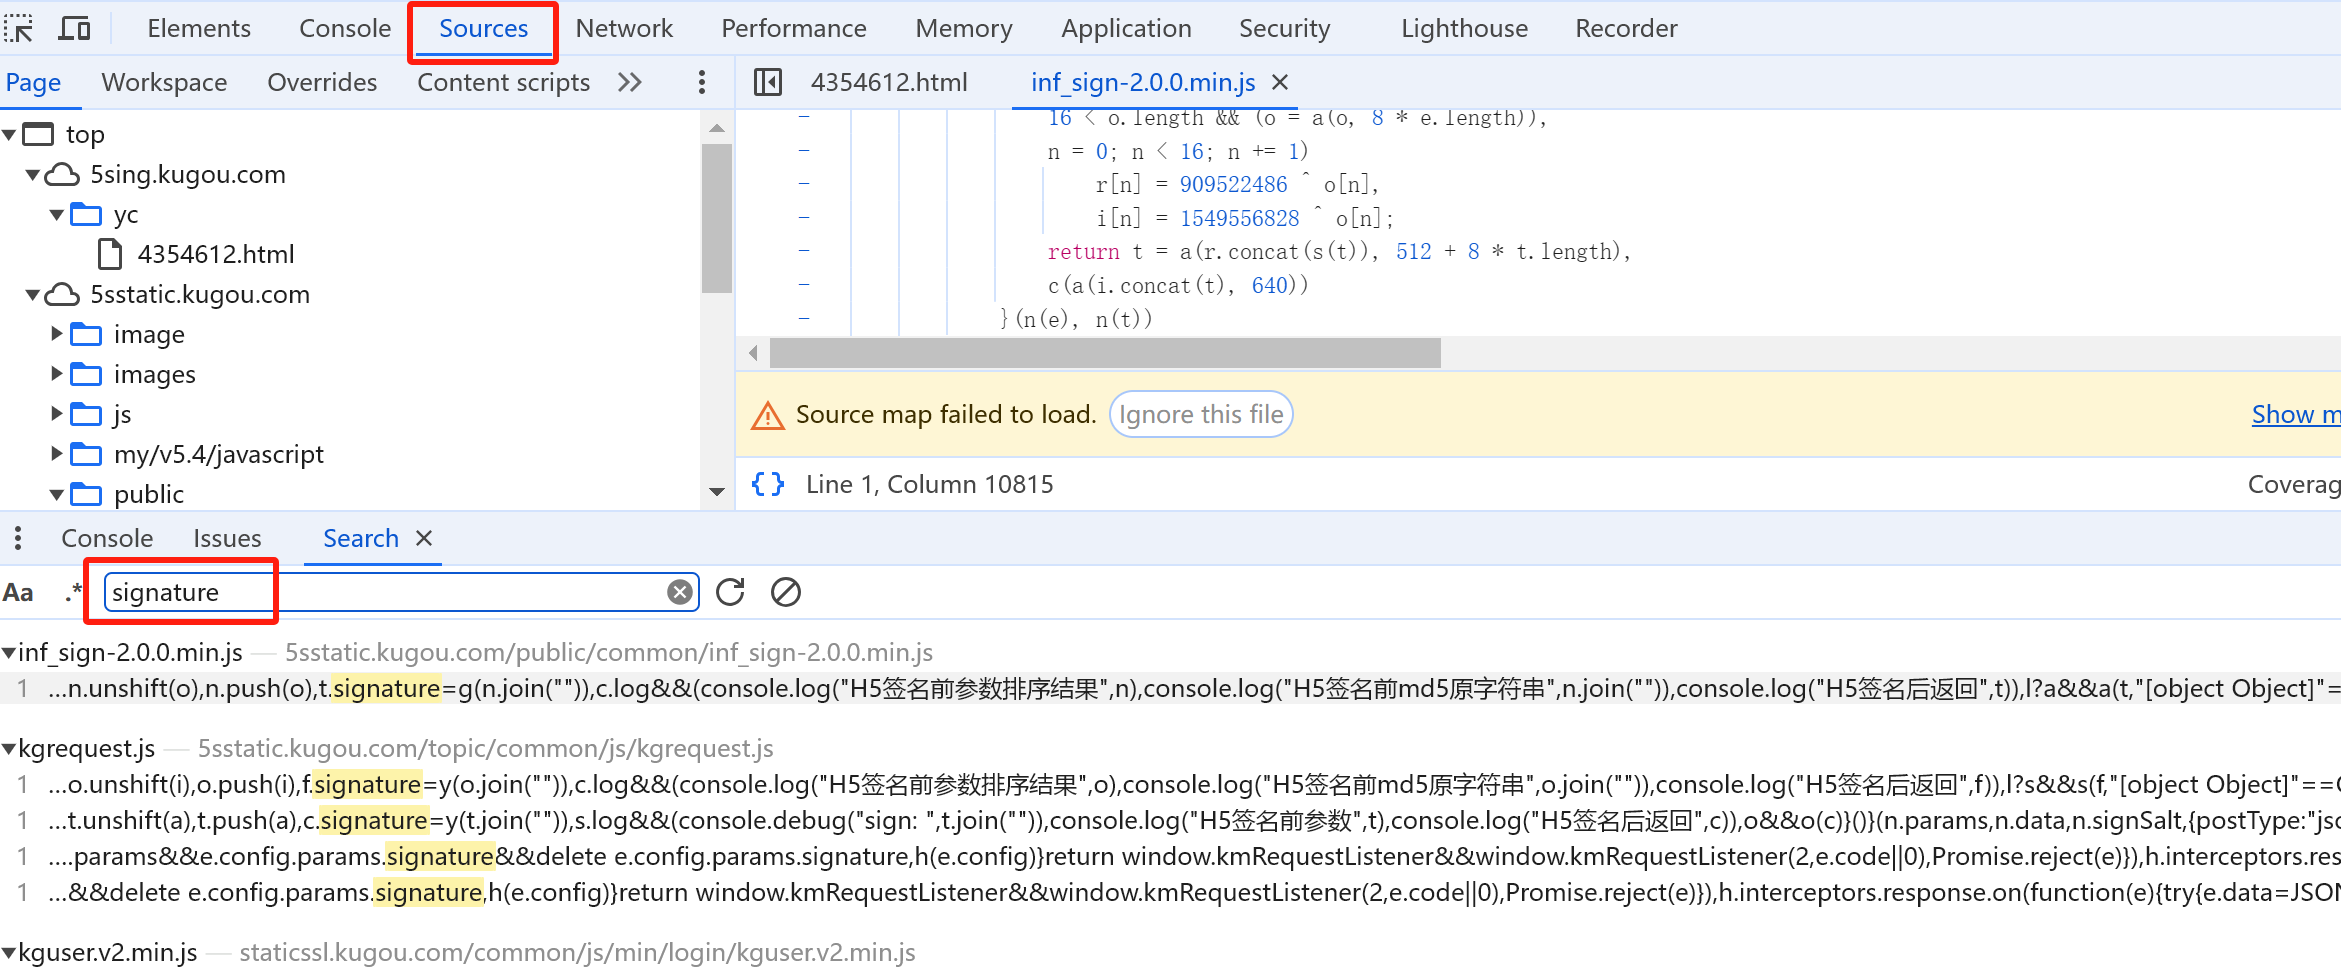 Elements Console Sources Network Performance Memory Application Security Lighthouse Recorder
Page Workspace Overrides Content scripts
4354612.html inf_sign-2.0.0.min.js
top
5sing.kugou.com
yc
4354612.html
5sstatic.kugou.com
image
images
js
my/v5.4/javascript
public
16 < o.length && (o = a(o, 8 * e.length)),
n = 0; n < 16; n += 1)
r[n] = 909522486 ^ o[n],
i[n] = 1549556828 ^ o[n];
return t = a(r.concat(s(t)), 512 + 8 * t.length),
c(a(i.concat(t), 640))
}(n(e), n(t))
Source map failed to load. Ignore this file Show m
{} Line 1, Column 10815 Coverag
Console Issues Search
Aa .* signature
inf_sign-2.0.0.min.js — 5sstatic.kugou.com/public/common/inf_sign-2.0.0.min.js
1 …n.unshift(o),n.push(o),t.signature=g(n.join("")),c.log&&(console.log("H5签名前参数排序结果",n),console.log("H5签名前md5原字符串",n.join("")),console.log("H5签名后返回",t)),l?a&&a(t,"[object Object]"=
kgrequest.js — 5sstatic.kugou.com/topic/common/js/kgrequest.js
1 …o.unshift(i),o.push(i),f.signature=y(o.join("")),c.log&&(console.log("H5签名前参数排序结果",o),console.log("H5签名前md5原字符串",o.join("")),console.log("H5签名后返回",f)),l?s&&s(f,"[object Object]"==
1 …t.unshift(a),t.push(a),c.signature=y(t.join("")),s.log&&(console.debug("sign: ",t.join("")),console.log("H5签名前参数",t),console.log("H5签名后返回",c)),o&&o(c)}()}(n.params,n.data,n.signSalt,{postType:"jso
1 ….params&&e.config.params.signature&&delete e.config.params.signature,h(e.config)}return window.kmRequestListener&&window.kmRequestListener(2,e.code||0),Promise.reject(e)}),h.interceptors.res
1 …&&delete e.config.params.signature,h(e.config)}return window.kmRequestListener&&window.kmRequestListener(2,e.code||0),Promise.reject(e)}),h.interceptors.response.on(function(e){try{e.data=JSON
kguser.v2.min.js — staticssl.kugou.com/common/js/min/login/kguser.v2.min.js